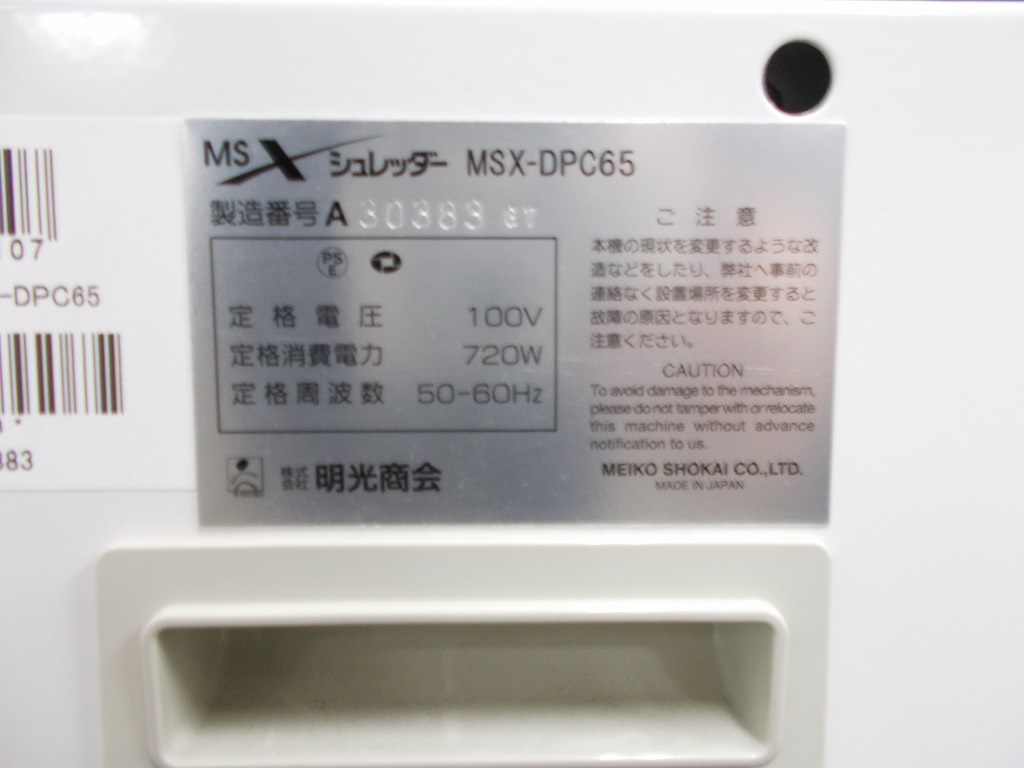 MSX シュレッダー MSX-DPC65
製造番号 A 30383
PS
E
定格電圧 100V
定格消費電力 720W
定格周波数 50-60Hz
株式
会社 明光商会
ご注意
本機の現状を変更するような改
造などをしたり、弊社へ事前の
連絡なく設置場所を変更すると
故障の原因となりますので、ご
注意ください。
CAUTION
To avoid damage to the mechanism,
please do not tamper with or relocate
this machine without advance
notification to us.
MEIKO SHOKAI CO.,LTD.
MADE IN JAPAN
07
-DPC65
383